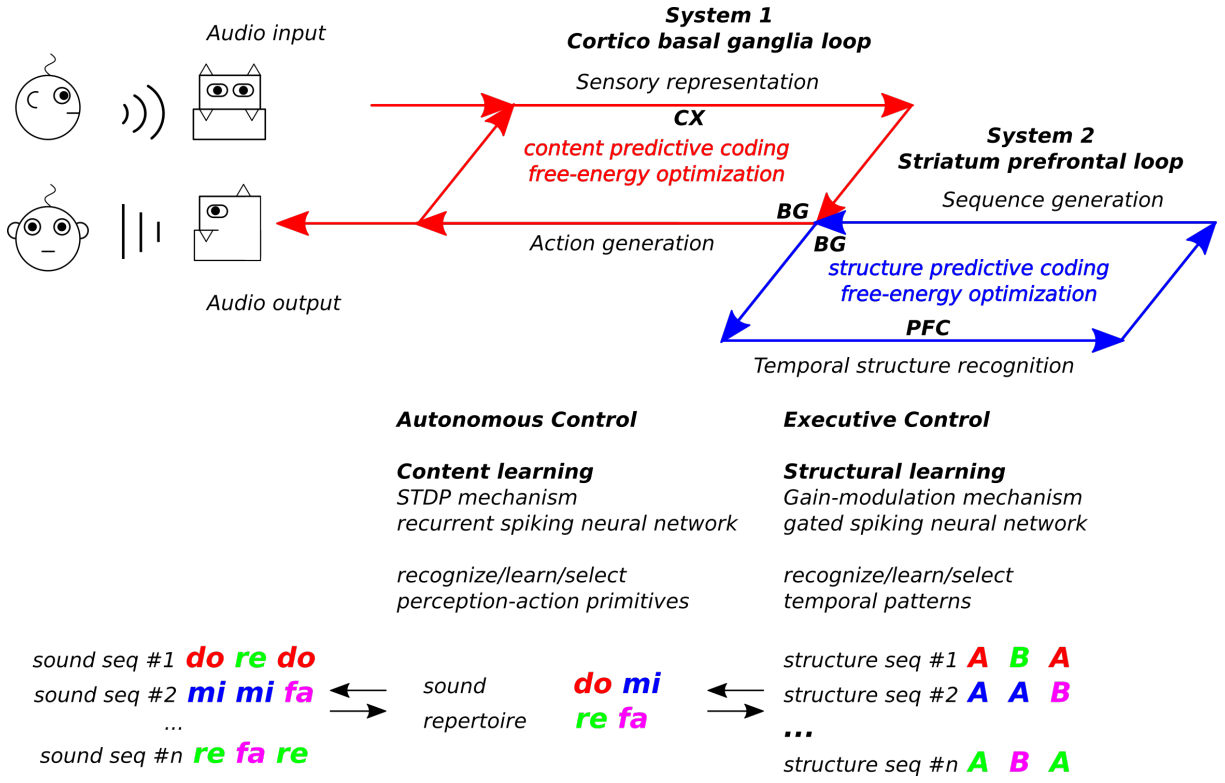 Audio input
System 1
Cortico basal ganglia loop
Sensory representation
CX
content predictive coding
free-energy optimization
System 2
Striatum prefrontal loop
Sequence generation
BG
Action generation
BG
structure predictive coding
free-energy optimization
PFC
Temporal structure recognition
Audio output
Autonomous Control
Content learning
STDP mechanism
recurrent spiking neural network
recognize/learn/select
perception-action primitives
Executive Control
Structural learning
Gain-modulation mechanism
gated spiking neural network
recognize/learn/select
temporal patterns
sound seq #1 do re do
sound seq #2 mi mi fa
...
sound seq #n re fa re
sound do mi
repertoire re fa
structure seq #1 A B A
structure seq #2 A A B
...
structure seq #n A B A